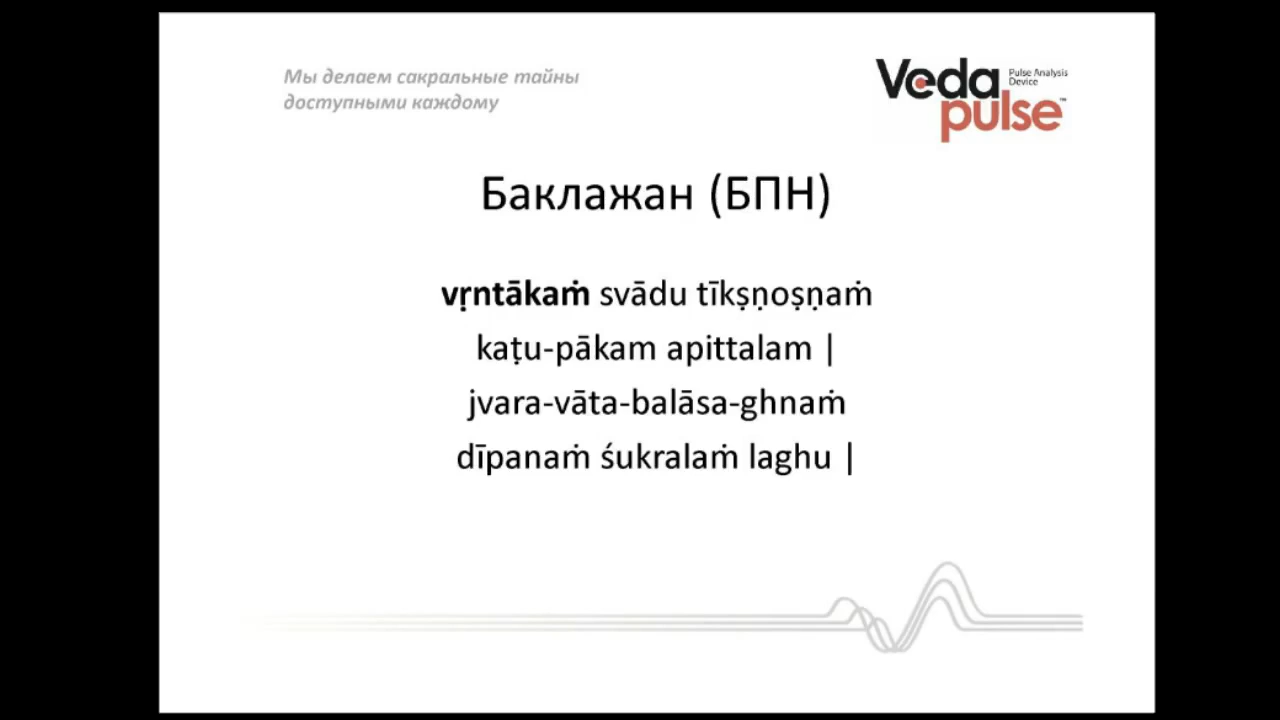 Мы делаем сакральные тайны
доступными каждому
Veda
Pulse Analysis
Device
pulse™
Баклажан (БПН)
vṛntākaṁ svādu tīkṣṇoṣṇaṁ
kaṭu-pākam apittalam |
jvara-vāta-balāsa-ghnaṁ
dīpanaṁ śukralaṁ laghu |